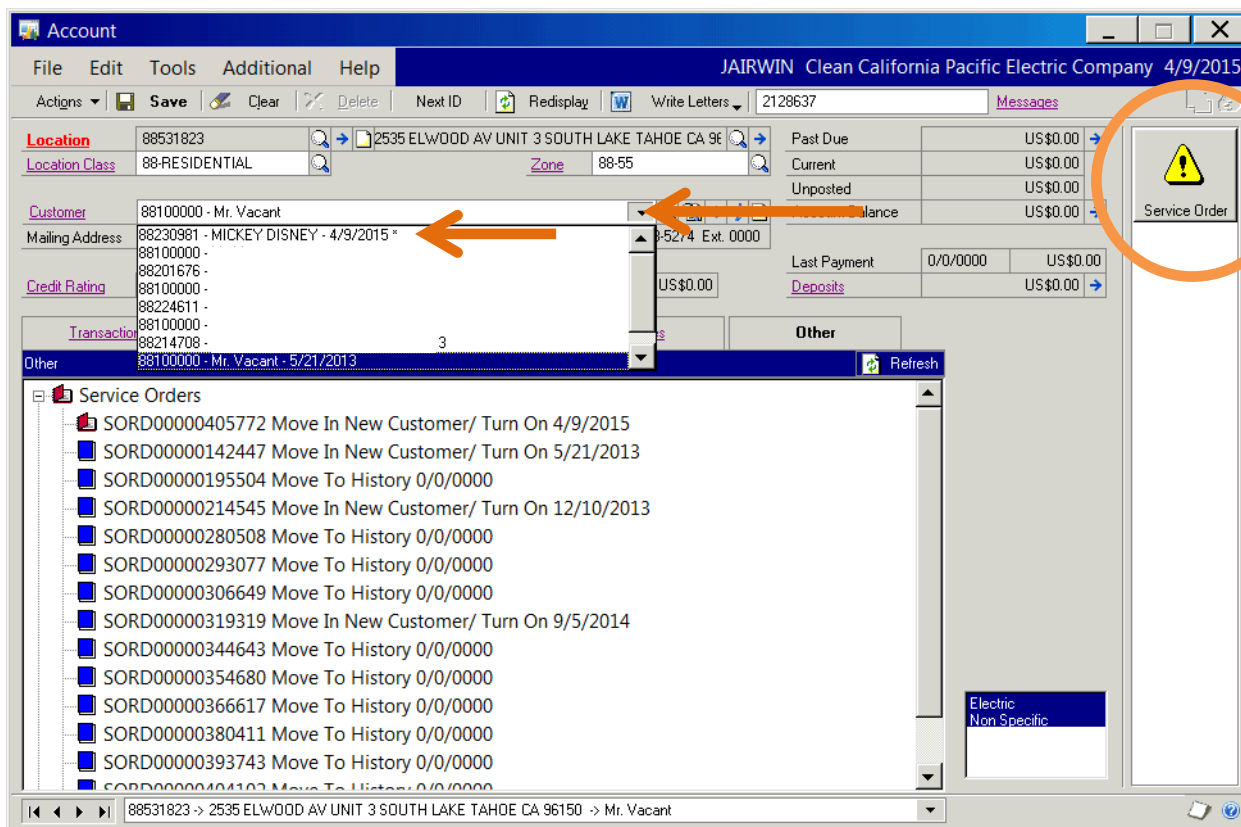 Account
File Edit Tools Additional Help JAIRWIN Clean California Pacific Electric Company 4/9/2015
Actions Save Clear Delete Next ID Redisplay Write Letters 2128637 Messages
Location 88531823 2535 ELWOOD AV UNIT 3 SOUTH LAKE TAHOE CA 96 Past Due US$0.00
Location Class 88-RESIDENTIAL Zone 88-55 Current US$0.00
Unposted US$0.00
Customer 88100000 - Mr. Vacant Balance US$0.00 Service Order
Mailing Address 88230981 - MICKEY DISNEY - 4/9/2015 * 5274 Ext. 0000
88100000 -
88201676 - Last Payment 0/0/0000 US$0.00
Credit Rating 88100000 - US$0.00 Deposits US$0.00
88224611 -
88100000 -
Transaction Other
88214708 - 3
Other 88100000 - Mr. Vacant - 5/21/2013 Refresh
Service Orders
SORD00000405772 Move In New Customer/ Turn On 4/9/2015
SORD00000142447 Move In New Customer/ Turn On 5/21/2013
SORD00000195504 Move To History 0/0/0000
SORD00000214545 Move In New Customer/ Turn On 12/10/2013
SORD00000280508 Move To History 0/0/0000
SORD00000293077 Move To History 0/0/0000
SORD00000306649 Move To History 0/0/0000
SORD00000319319 Move In New Customer/ Turn On 9/5/2014
SORD00000344643 Move To History 0/0/0000
SORD00000354680 Move To History 0/0/0000
SORD00000366617 Move To History 0/0/0000
SORD00000380411 Move To History 0/0/0000
SORD00000393743 Move To History 0/0/0000
Move To History 0/0/0000
Electric
Non Specific
88531823 -> 2535 ELWOOD AV UNIT 3 SOUTH LAKE TAHOE CA 96150 -> Mr. Vacant